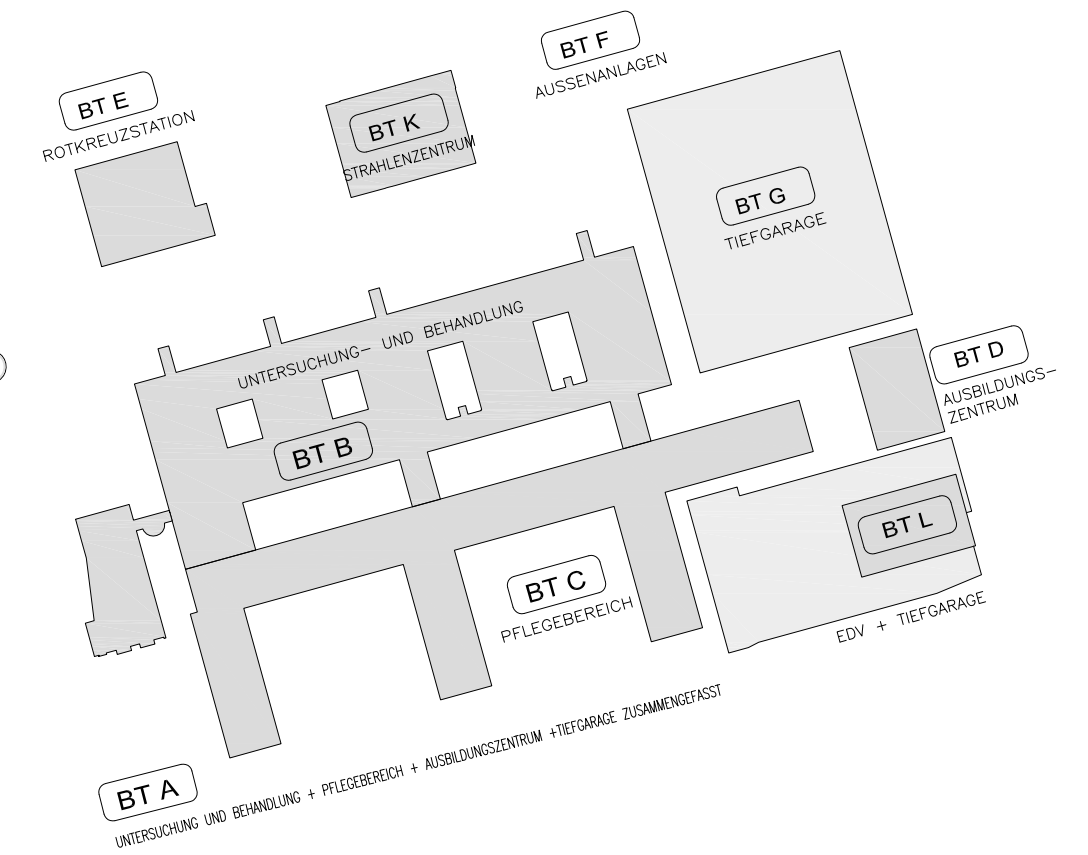 BT F
AUSSENANLAGEN
BT E
ROTKREUZSTATION
BT K
STRAHLENZENTRUM
BT G
TIEFGARAGE
UNTERSUCHUNG– UND BEHANDLUNG
BT D
AUSBILDUNGS–
ZENTRUM
BT B
BT L
EDV + TIEFGARAGE
BT C
PFLEGEBEREICH
BT A
UNTERSUCHUNG UND BEHANDLUNG + PFLEGEBEREICH + AUSBILDUNGSZENTRUM +TIEFGARAGE ZUSAMMENGEFASST